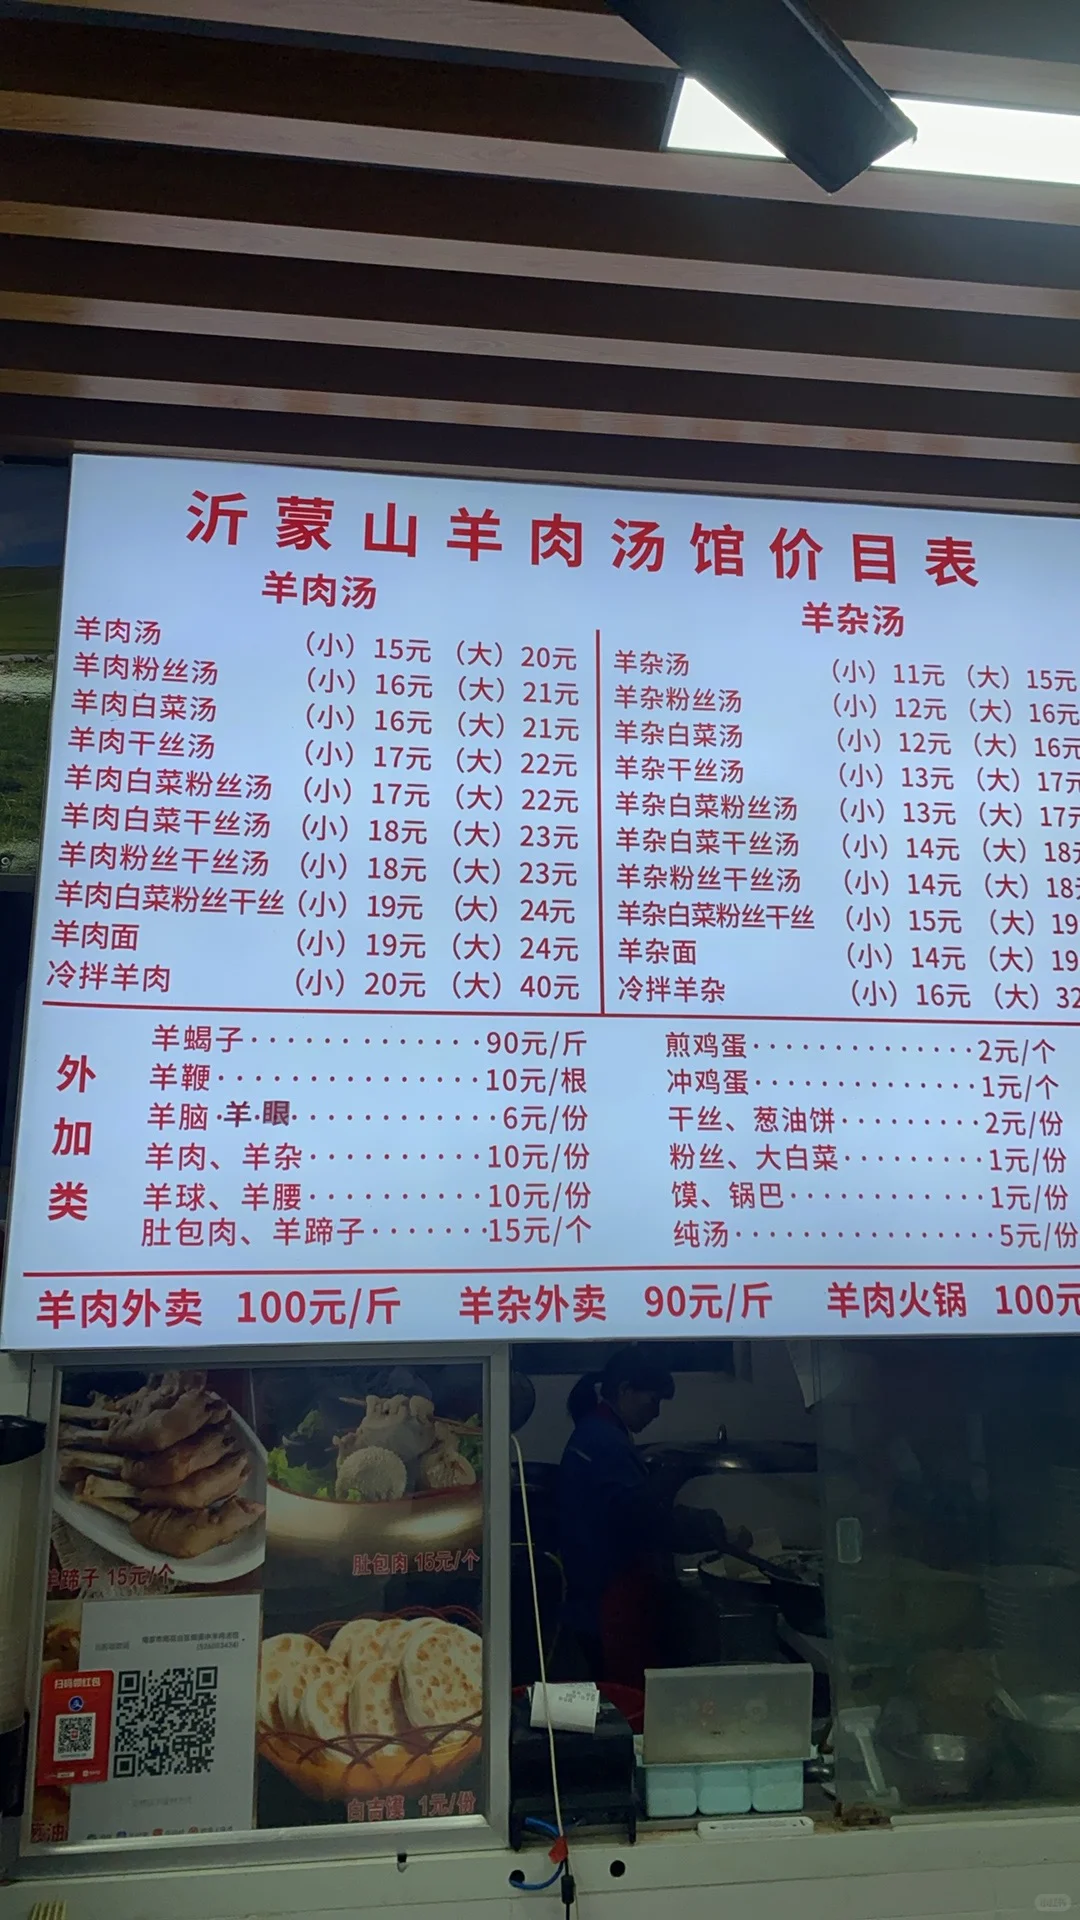 沂蒙山羊肉汤馆价目表
羊肉汤
羊肉汤 （小）15元 （大）20元
羊肉粉丝汤 （小）16元 （大）21元
羊肉白菜汤 （小）16元 （大）21元
羊肉干丝汤 （小）17元 （大）22元
羊肉白菜粉丝汤 （小）17元 （大）22元
羊肉白菜干丝汤 （小）18元 （大）23元
羊肉粉丝干丝汤 （小）18元 （大）23元
羊肉白菜粉丝干丝 （小）19元 （大）24元
羊肉面 （小）19元 （大）24元
冷拌羊肉 （小）20元 （大）40元
羊杂汤
羊杂汤 （小）11元 （大）15元
羊杂粉丝汤 （小）12元 （大）16元
羊杂白菜汤 （小）12元 （大）16元
羊杂干丝汤 （小）13元 （大）17元
羊杂白菜粉丝汤 （小）13元 （大）17元
羊杂白菜干丝汤 （小）14元 （大）18元
羊杂粉丝干丝汤 （小）14元 （大）18
羊杂白菜粉丝干丝 （小）15元 （大）19
羊杂面 （小）14元 （大）19
冷拌羊杂 （小）16元 （大）32
外加类
羊蝎子·············90元/斤
羊鞭···············10元/根
羊脑·羊·眼············6元/份
羊肉、羊杂··········10元/份
羊球、羊腰··········10元/份
肚包肉、羊蹄子·······15元/个
煎鸡蛋··············2元/个
冲鸡蛋·············1元/个
干丝、葱油饼·········2元/份
粉丝、大白菜·········1元/份
馍、锅巴············1元/份
纯汤················5元/份
羊肉外卖 100元/斤 羊杂外卖 90元/斤 羊肉火锅 100元
羊蹄子 15元/个
肚包肉 15元/个
扫码领红包
白吉馍 1元/份
葱油